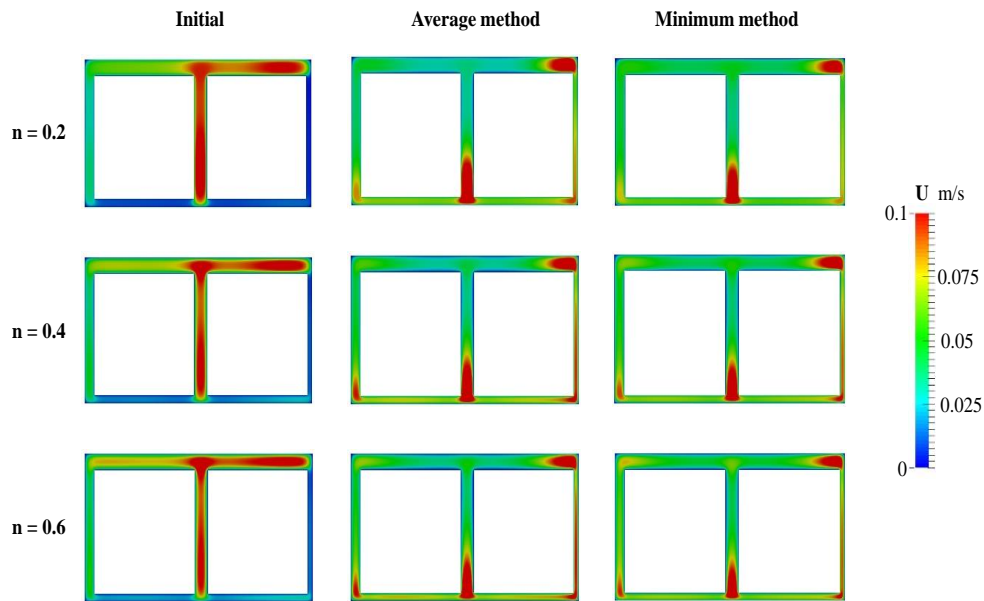 Initial Average method Minimum method
n = 0.2
U m/s
0.1
0.075
n = 0.4
0.05
0.025
0
n = 0.6